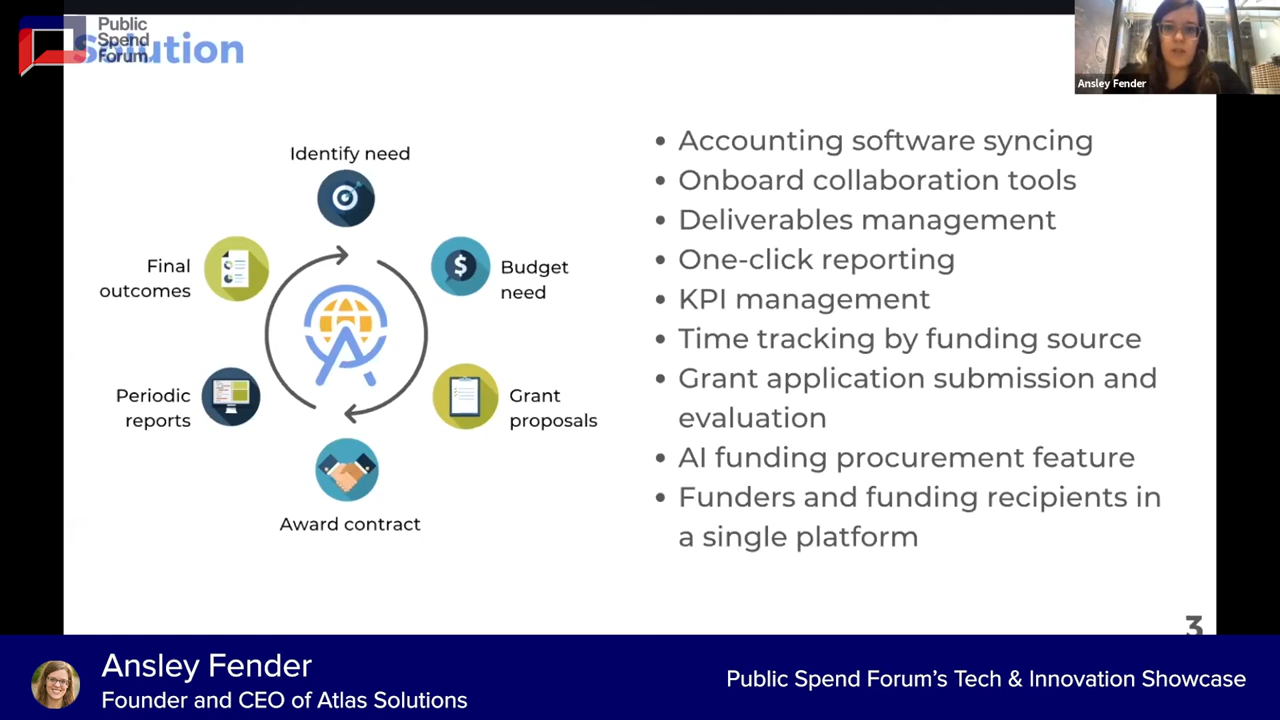 Public
Spend
Forum
Solution
Ansley Fender
Identify need
Budget
need
Grant
proposals
Award contract
Periodic
reports
Final
outcomes
$
• Accounting software syncing
• Onboard collaboration tools
• Deliverables management
• One-click reporting
• KPI management
• Time tracking by funding source
• Grant application submission and
evaluation
• AI funding procurement feature
• Funders and funding recipients in
a single platform
3
Ansley Fender
Founder and CEO of Atlas Solutions
Public Spend Forum’s Tech & Innovation Showcase